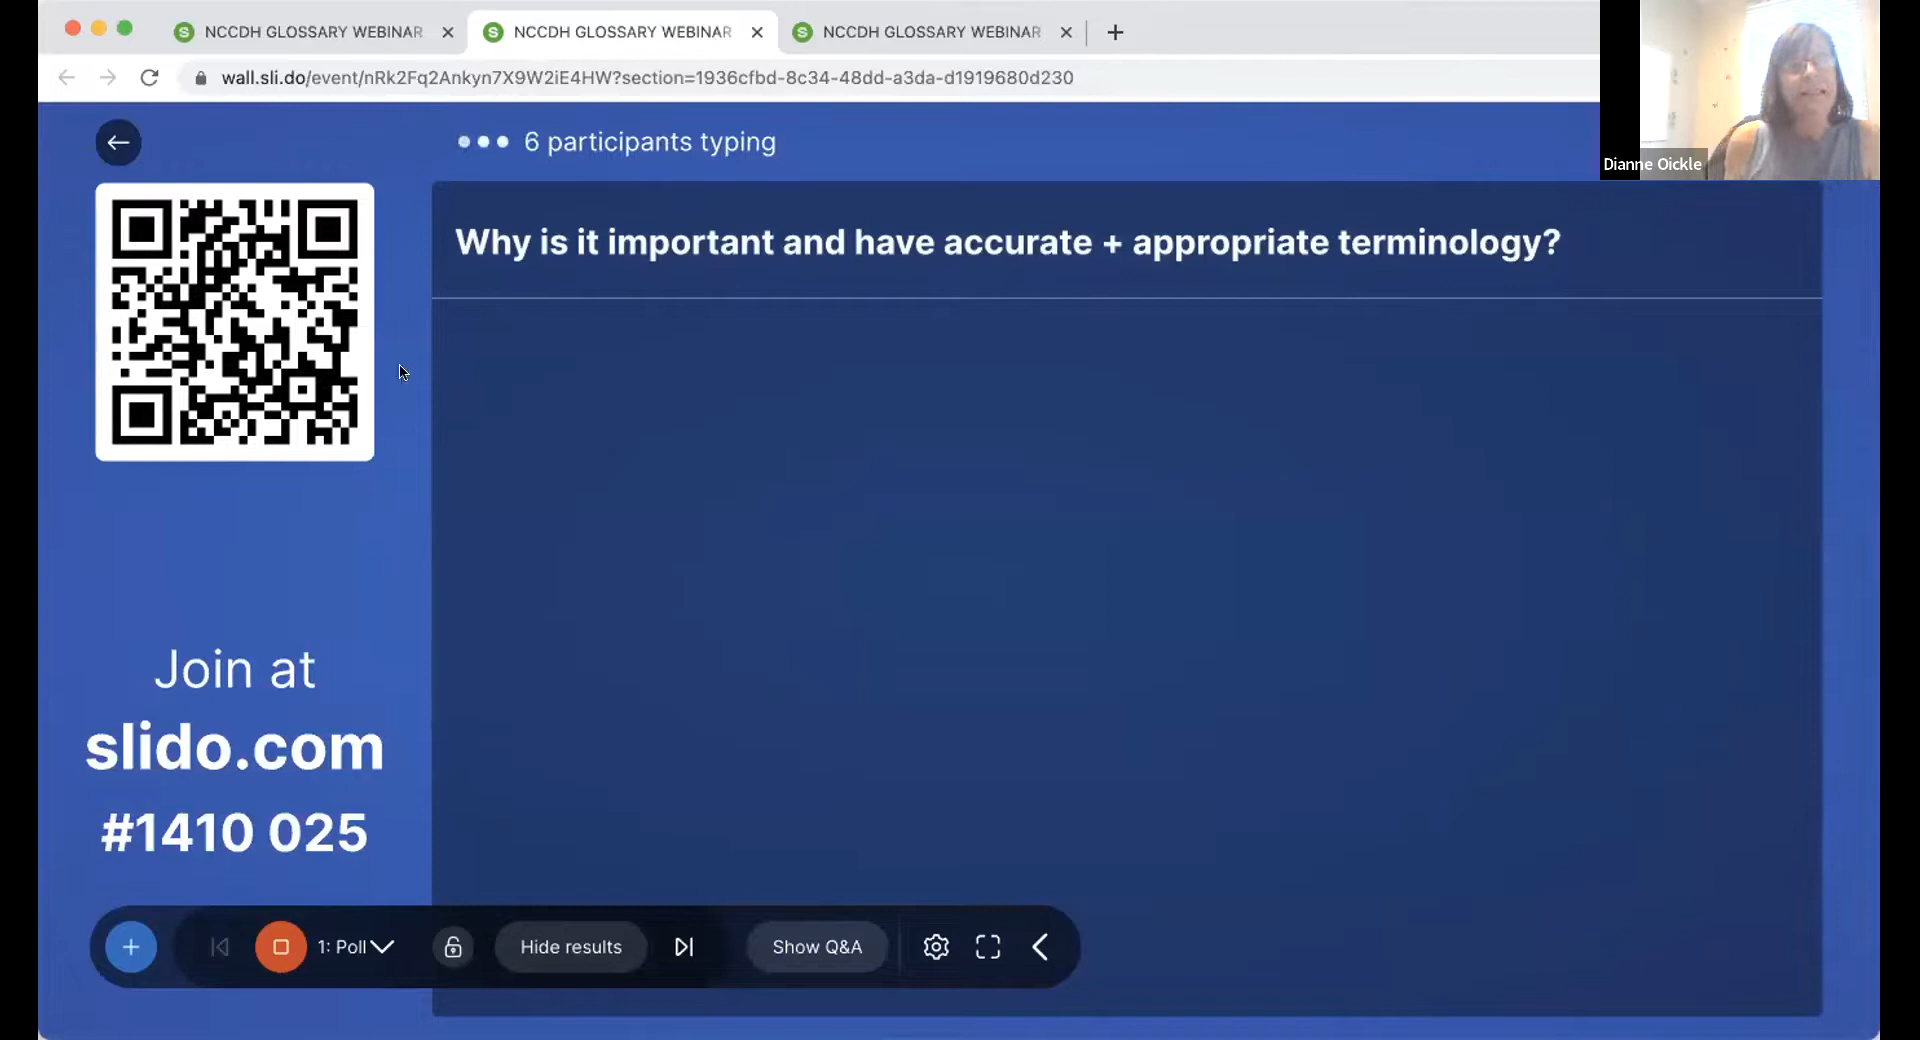 NCCDH GLOSSARY WEBINAR
NCCDH GLOSSARY WEBINAR
NCCDH GLOSSARY WEBINAR
wall.sli.do/event/nRk2Fq2Ankyn7X9W2iE4HW?section=1936cfbd-8c34-48dd-a3da-d1919680d230
6 participants typing
Dianne Oickle
Why is it important and have accurate + appropriate terminology?
Join at
slido.com
#1410 025
1: Poll
Hide results
Show Q&A